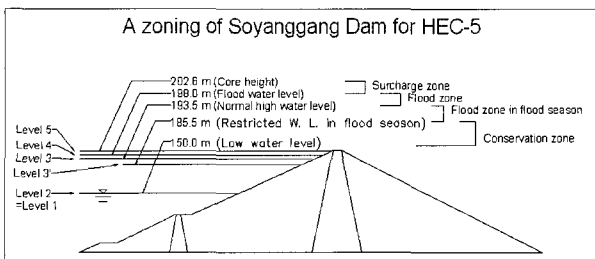 A zoning of Soyanggang Dam for HEC-5
202.6 m (Core height)
198.0 m (Flood water level)
193.5 m (Normal high water level)
185.5 m (Restricted W. L. in flood season)
150.0 m (Low water level)
Surcharge zone
Flood zone
Flood zone in flood season
Conservation zone
Level 5
Level 4
Level 3
Level 3'
Level 2
=Level 1